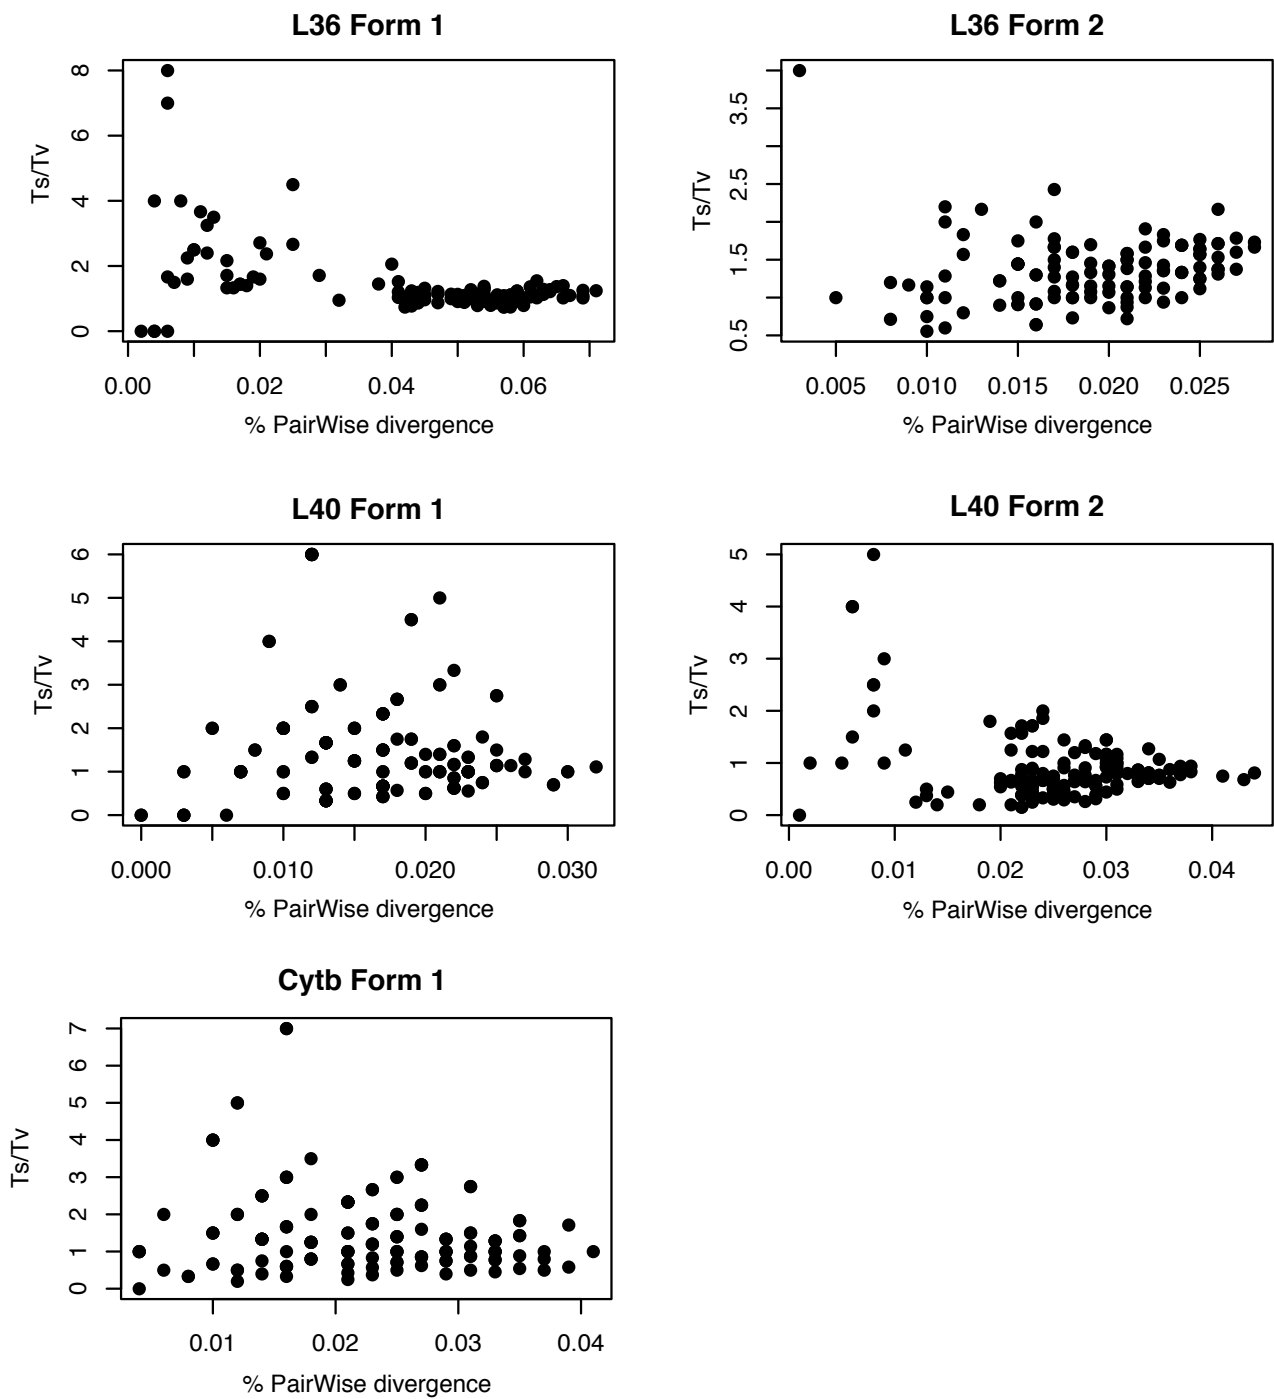 L36 Form 1
Ts/Tv
8
6
4
2
0
0.00 0.02 0.04 0.06
% PairWise divergence
L36 Form 2
Ts/Tv
3.5
2.5
1.5
0.5
0.005 0.010 0.015 0.020 0.025
% PairWise divergence
L40 Form 1
Ts/Tv
6
5
4
3
2
1
0
0.000 0.010 0.020 0.030
% PairWise divergence
L40 Form 2
Ts/Tv
5
4
3
2
1
0
0.00 0.01 0.02 0.03 0.04
% PairWise divergence
Cytb Form 1
Ts/Tv
7
6
5
4
3
2
1
0
0.01 0.02 0.03 0.04
% PairWise divergence